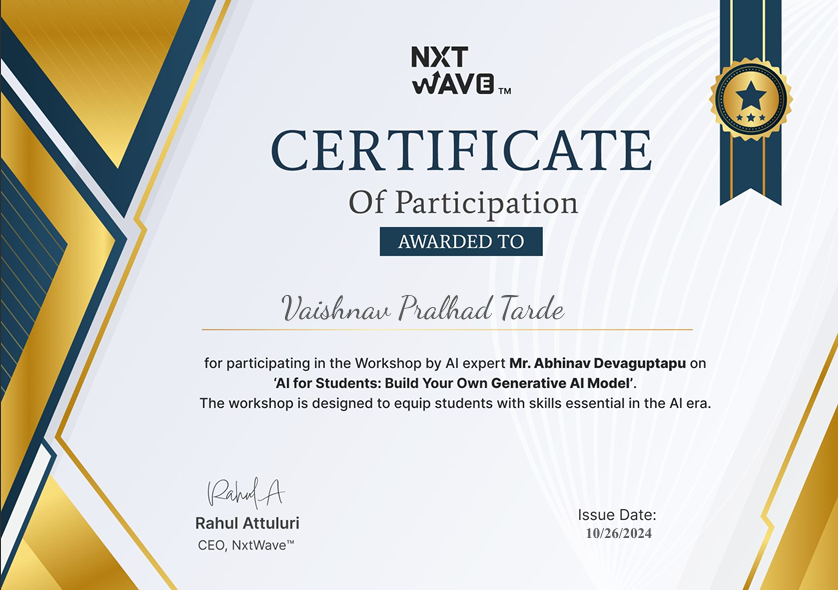 NXT
WAVE™
CERTIFICATE
Of Participation
AWARDED TO
Vaishnav Pralhad Tarde
for participating in the Workshop by AI expert Mr. Abhinav Devaguptapu on
‘AI for Students: Build Your Own Generative AI Model’.
The workshop is designed to equip students with skills essential in the AI era.
Rahul A
Rahul Attuluri
CEO, NxtWave™
Issue Date:
10/26/2024